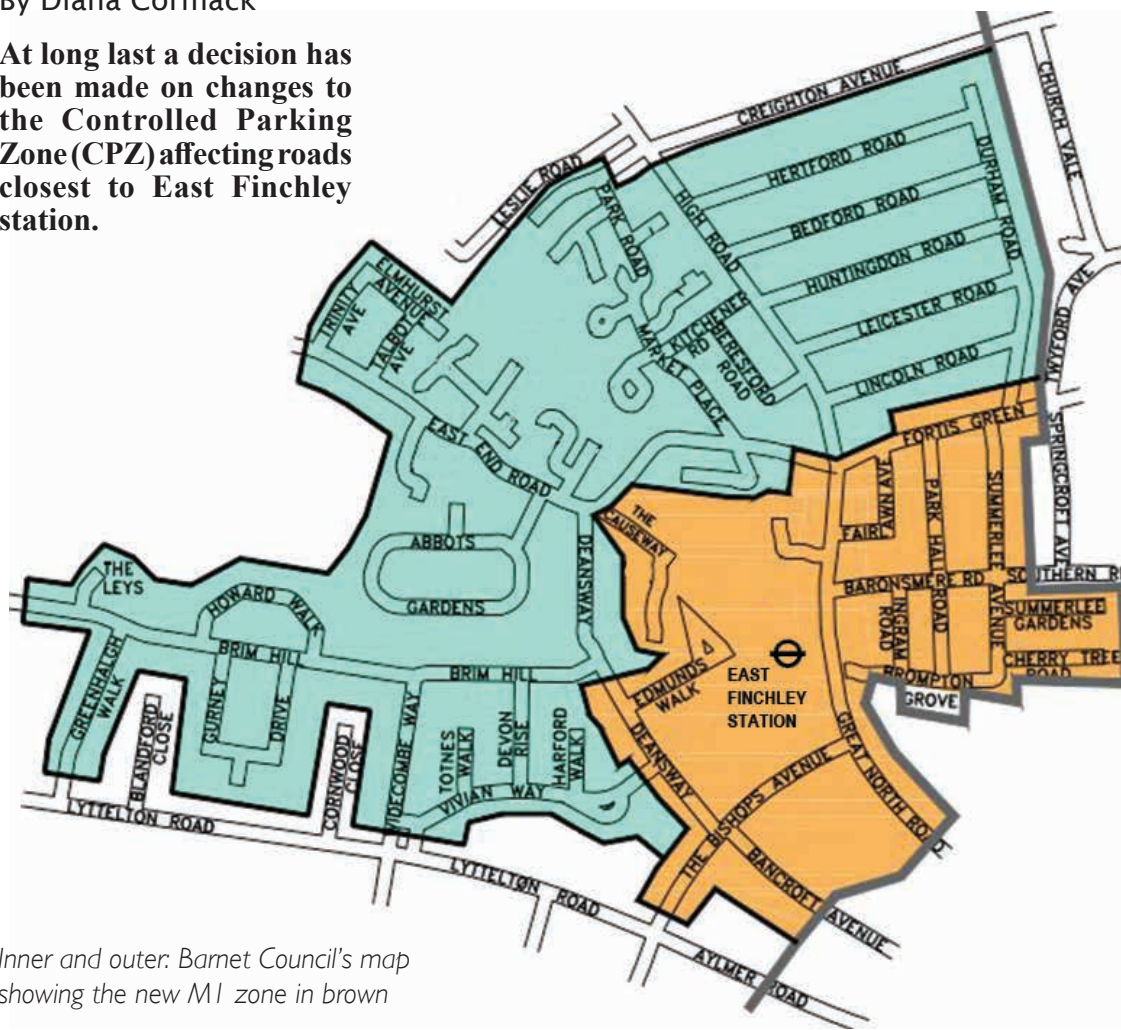 By Diana Cormack
At long last a decision has
been made on changes to
the Controlled Parking
Zone (CPZ) affecting roads
closest to East Finchley
station.
CREIGHTON AVENUE
CHURCH VALE
LESLIE ROAD
PARK ROAD
HIGH ROAD
HERTFORD ROAD
DURHAM ROAD
BEDFORD ROAD
HUNTINGDON ROAD
LEICESTER ROAD
LINCOLN ROAD
TWYFORD AVE
ELMHURST
AVENUE
TRINITY
AVE
TALBOT
AVE
MARKET PLACE
KITCHENER
RD
BERESFORD
ROAD
EAST END ROAD
FORTIS GREEN
SPRINGCROFT AVE
THE
CAUSEWAY
PARK HALL ROAD
SUMMERLEE AVENUE
ABBOTS
GARDENS
DEANSWAY
BARONSMERE RD
INGRAM
ROAD
SUMMERLEE
GARDENS
CHERRY TREE
ROAD
BROMPTON
GROVE
THE
LEYS
HOWARD WALK
BRIM HILL
BRIM HILL
EDMUNDS
WALK
EAST
FINCHLEY
STATION
GREENHALGH
WALK
BLANDFORD
CLOSE
GURNEY
DRIVE
CORNWOOD
CLOSE
VIDECOMBE WAY
TOTNES
WALK
DEVON
RISE
HARFORD
WALK
VIVIAN WAY
DEANSWAY
THE BISHOPS AVENUE
GREAT NORTH ROAD
BANCROFT AVENUE
LYTTELTON ROAD
LYTTELTON ROAD
AYLMER ROAD
Inner and outer: Barnet Council's map
showing the new M1 zone in brown